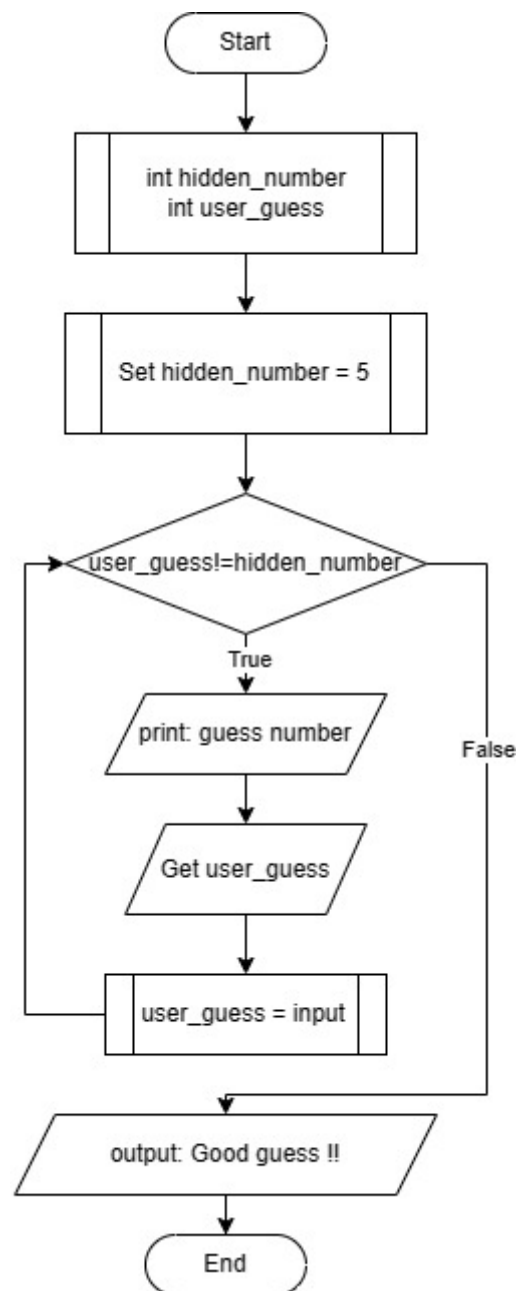 Start
int hidden_number
int user_guess
Set hidden_number = 5
user_guess!=hidden_number
True
print: guess number
False
Get user_guess
user_guess = input
output: Good guess !!
End